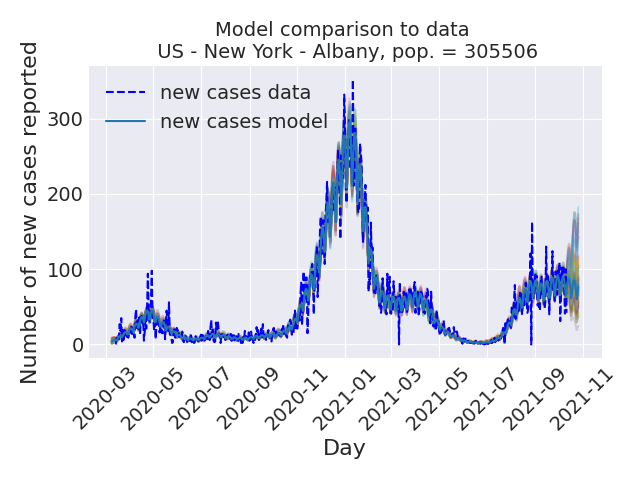 Model comparison to data
US - New York - Albany, pop. = 305506
Number of new cases reported
new cases data
new cases model
300
200
100
0
2020-03
2020-05
2020-07
2020-09
2020-11
2021-01
2021-03
2021-05
2021-07
2021-09
2021-11
Day